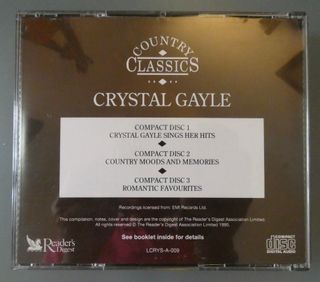 COUNTRY
CLASSICS
CRYSTAL GAYLE
COMPACT DISC 1
CRYSTAL GAYLE SINGS HER HITS
COMPACT DISC 2
COUNTRY MOODS AND MEMORIES
COMPACT DISC 3
ROMANTIC FAVOURITES
Recordings licensed from: EMI Records Ltd.
This compilation, notes, cover and design are the copyright of The Reader's Digest Association Limited.
All rights reserved © The Reader's Digest Association Limited 1995.
See booklet inside for details
Reader's
Digest
LCRYS-A-009
COMPACT
disc
DIGITAL AUDIO